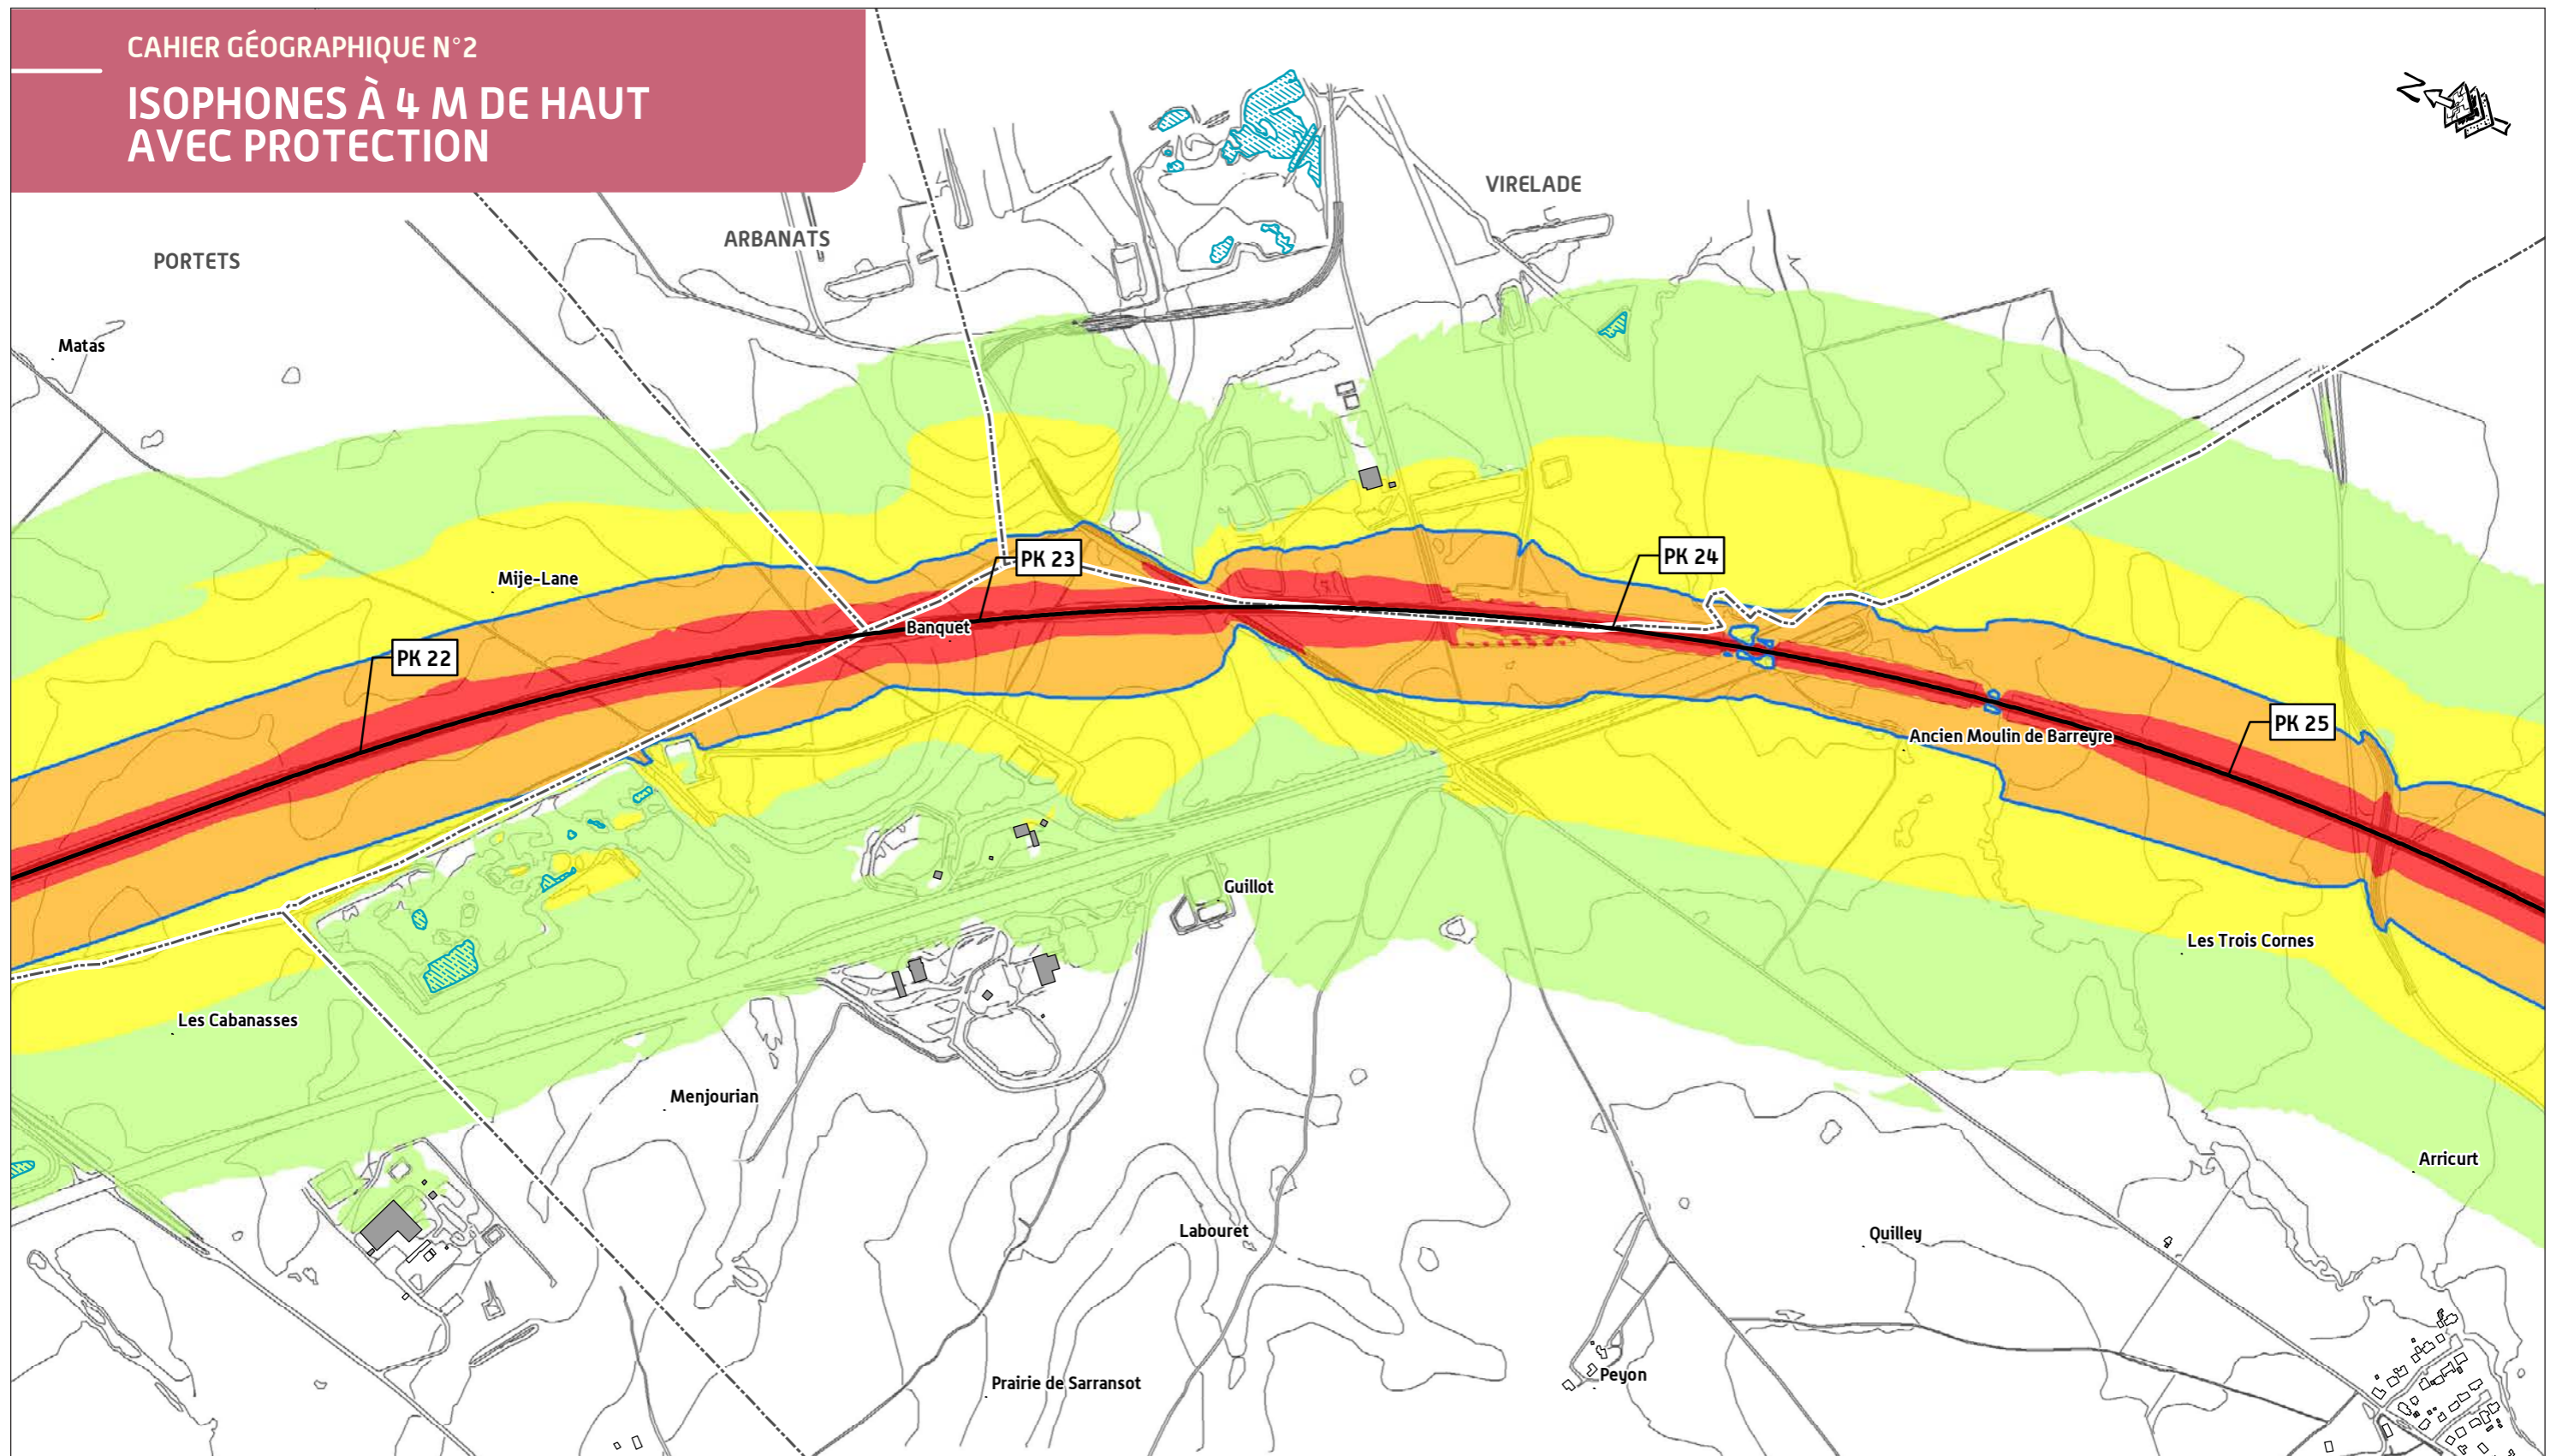 CAHIER GÉOGRAPHIQUE N°2
ISOPHONES À 4 M DE HAUT
AVEC PROTECTION
N
VIRELADE
ARBANATS
PORTETS
Matas
PK 23
PK 24
Mije-Lane
Banquet
PK 22
PK 25
Ancien Moulin de Barreyre
Guillot
Les Trois Cornes
Les Cabanasses
Menjourian
Arricurt
Labouret
Quilley
Peyon
Prairie de Sarransot